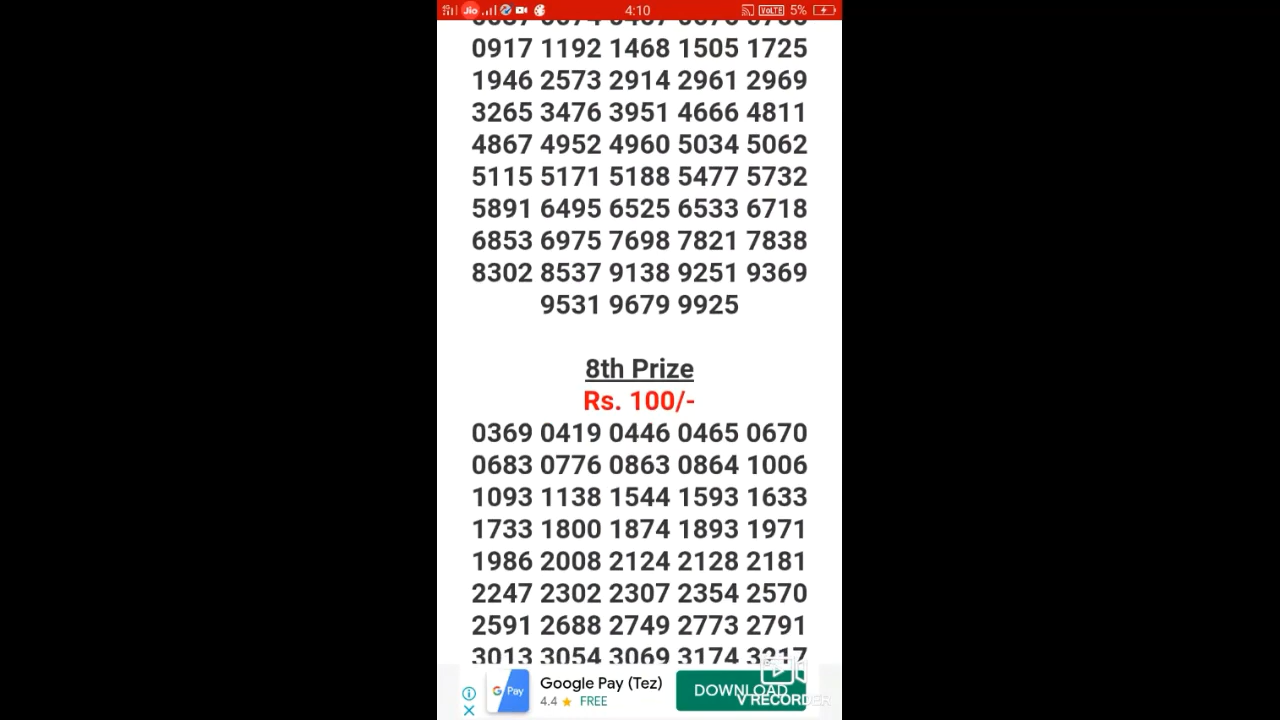 Jio 4:10 VoLTE 5%
0917 1192 1468 1505 1725
1946 2573 2914 2961 2969
3265 3476 3951 4666 4811
4867 4952 4960 5034 5062
5115 5171 5188 5477 5732
5891 6495 6525 6533 6718
6853 6975 7698 7821 7838
8302 8537 9138 9251 9369
9531 9679 9925
8th Prize
Rs. 100/-
0369 0419 0446 0465 0670
0683 0776 0863 0864 1006
1093 1138 1544 1593 1633
1733 1800 1874 1893 1971
1986 2008 2124 2128 2181
2247 2302 2307 2354 2570
2591 2688 2749 2773 2791
3013 3054 3069 3174 3217
Google Pay (Tez)
4.4 ★ FREE
G Pay
DOWNLOAD
V RECORDER